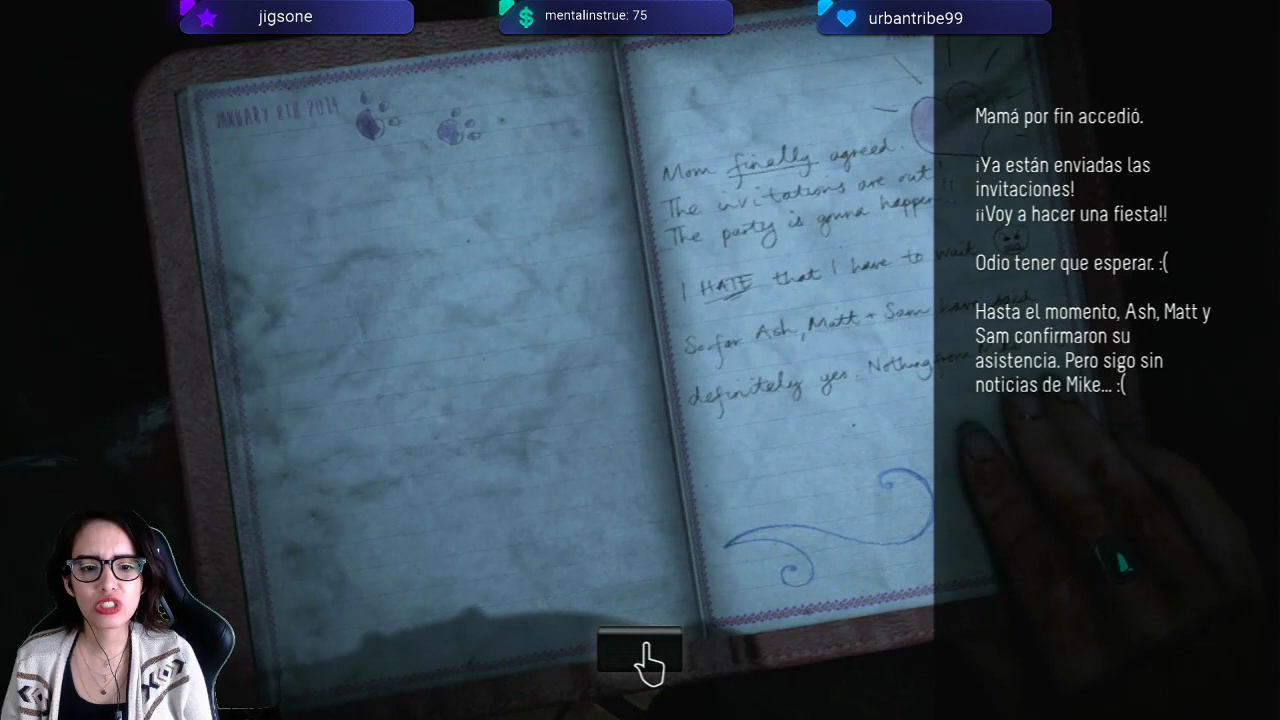 jigsone
mentalinstrue: 75
urbantribe99
JANUARY 8TH 2014
Mom finally agreed.
The invitations are out!
The party is gonna happen!!
I HATE that I have to wait
So far Ash, Matt + Sam have said
definitely yes. Nothing from
Mamá por fin accedió.
¡Ya están enviadas las
invitaciones!
¡¡Voy a hacer una fiesta!!
Odio tener que esperar. :(
Hasta el momento, Ash, Matt y
Sam confirmaron su
asistencia. Pero sigo sin
noticias de Mike... :(